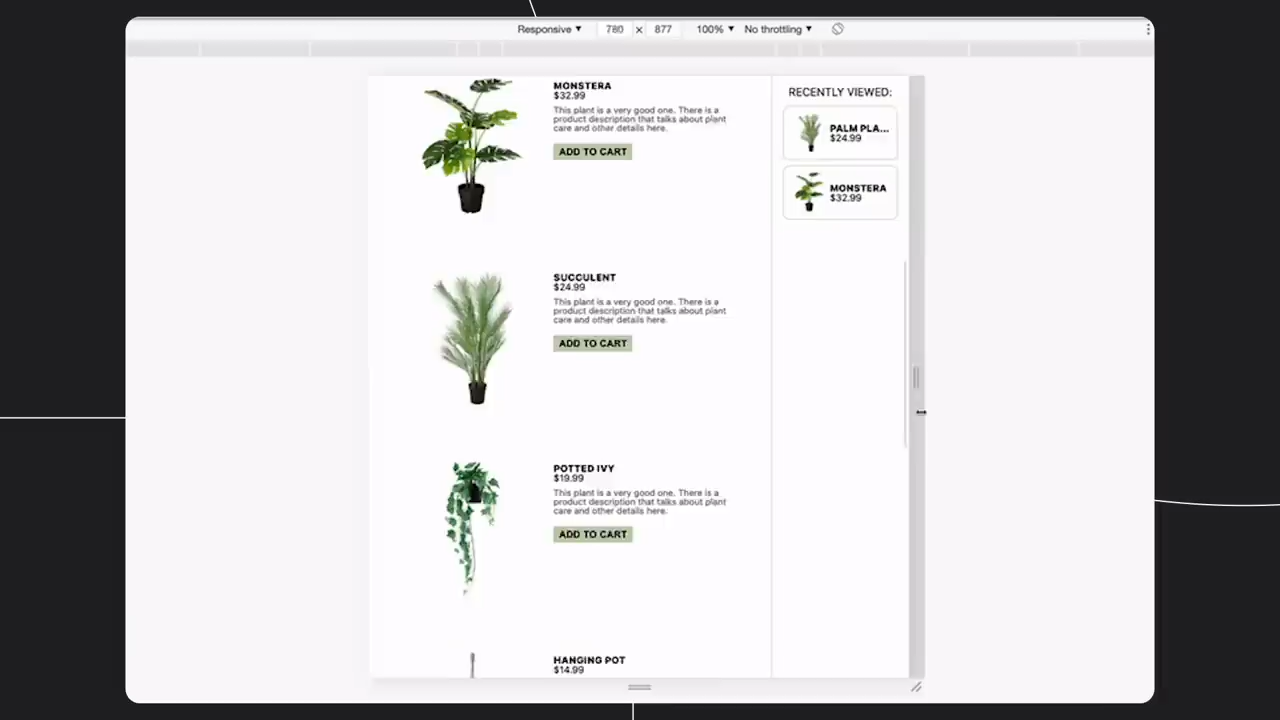 Responsive ▼ 780 × 877 100% ▼ No throttling ▼
MONSTERA
$32.99
This plant is a very good one. There is a
product description that talks about plant
care and other details here.
ADD TO CART
SUCCULENT
$24.99
This plant is a very good one. There is a
product description that talks about plant
care and other details here.
ADD TO CART
POTTED IVY
$19.99
This plant is a very good one. There is a
product description that talks about plant
care and other details here.
ADD TO CART
HANGING POT
$14.99
RECENTLY VIEWED:
PALM PLA...
$24.99
MONSTERA
$32.99